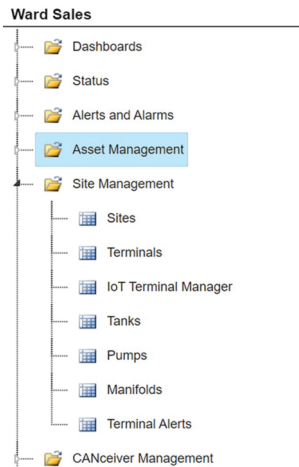 Ward Sales
Dashboards
Status
Alerts and Alarms
Asset Management
Site Management
Sites
Terminals
IoT Terminal Manager
Tanks
Pumps
Manifolds
Terminal Alerts
CANceiver Management